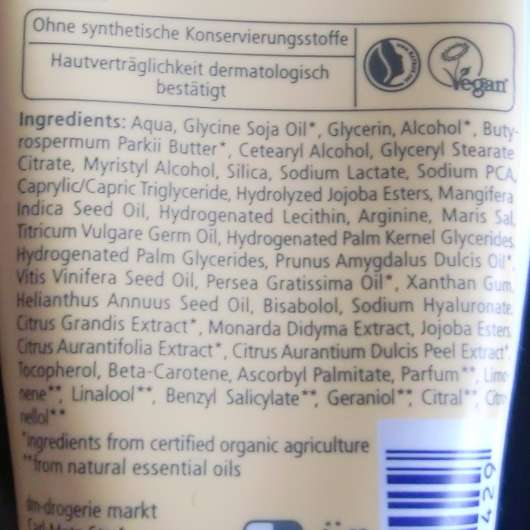 Ohne synthetische Konservierungsstoffe
Hautverträglichkeit dermatologisch
bestätigt
Vegan
Ingredients: Aqua, Glycine Soja Oil*, Glycerin, Alcohol*, Buty-
rospermum Parkii Butter*, Cetearyl Alcohol, Glyceryl Stearate
Citrate, Myristyl Alcohol, Silica, Sodium Lactate, Sodium PCA,
Caprylic/Capric Triglyceride, Hydrolyzed Jojoba Esters, Mangifera
Indica Seed Oil, Hydrogenated Lecithin, Arginine, Maris Sal,
Triticum Vulgare Germ Oil, Hydrogenated Palm Kernel Glycerides,
Hydrogenated Palm Glycerides, Prunus Amygdalus Dulcis Oil*,
Vitis Vinifera Seed Oil, Persea Gratissima Oil*, Xanthan Gum,
Helianthus Annuus Seed Oil, Bisabolol, Sodium Hyaluronate,
Citrus Grandis Extract*, Monarda Didyma Extract, Jojoba Esters,
Citrus Aurantifolia Extract*, Citrus Aurantium Dulcis Peel Extract*,
Tocopherol, Beta-Carotene, Ascorbyl Palmitate, Parfum**, Limo-
nene**, Linalool**, Benzyl Salicylate**, Geraniol**, Citral**, Citro-
nellol**
*ingredients from certified organic agriculture
**from natural essential oils
dm-drogerie markt
429